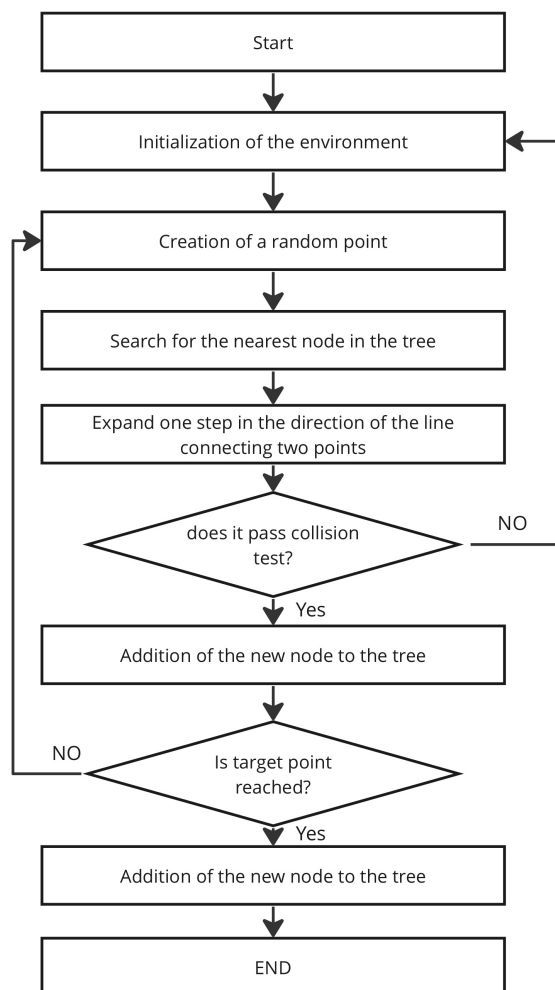 Start
Initialization of the environment
Creation of a random point
Search for the nearest node in the tree
Expand one step in the direction of the line
connecting two points
does it pass collision
test?
NO
Yes
Addition of the new node to the tree
NO
Is target point
reached?
Yes
Addition of the new node to the tree
END